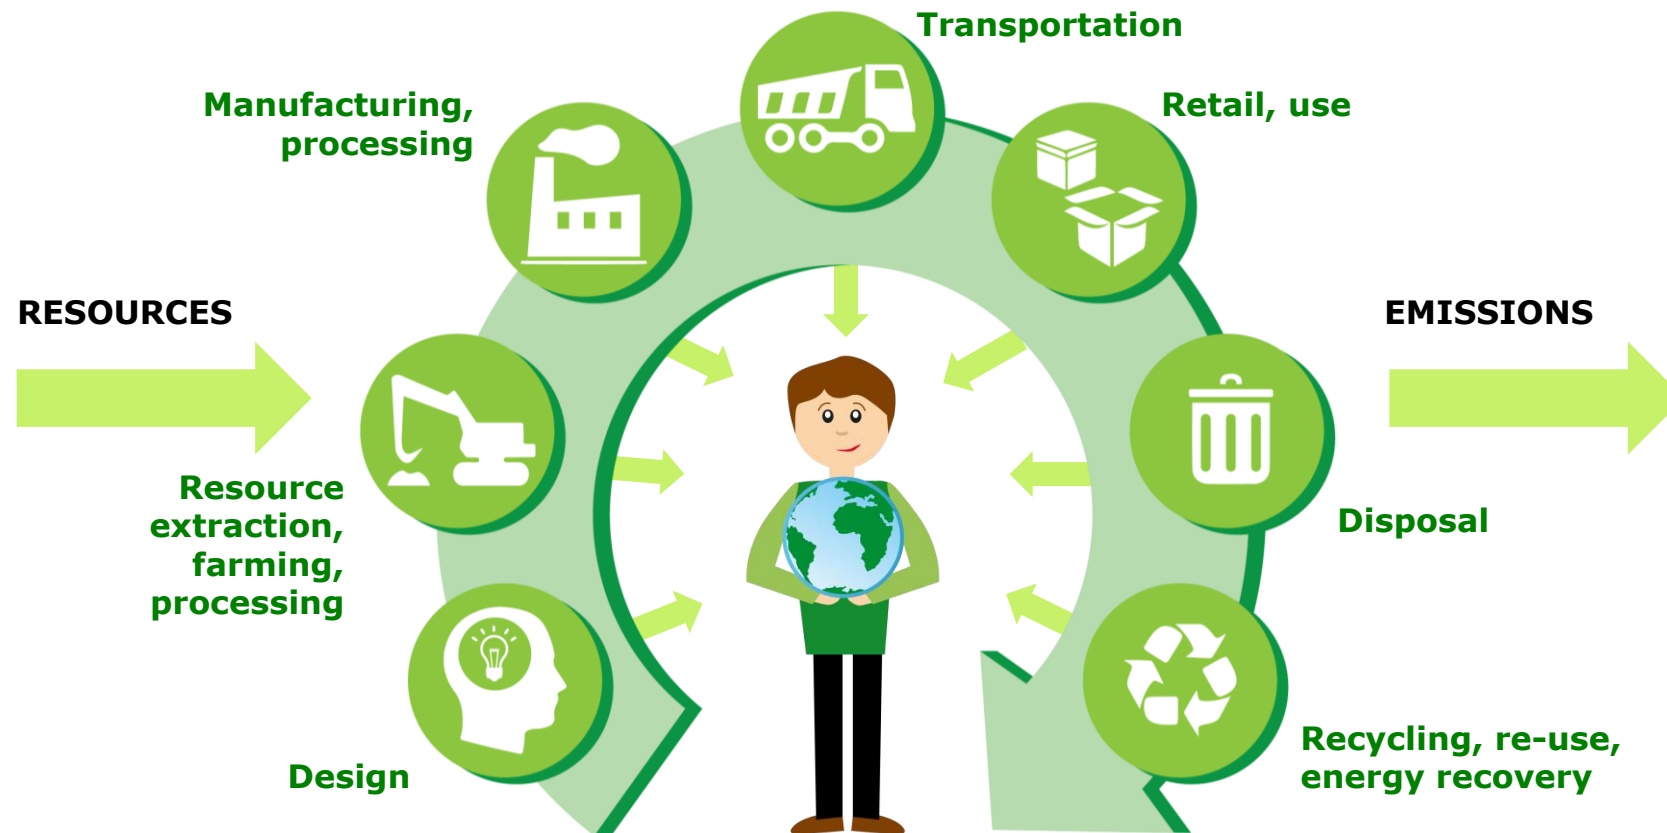 Transportation
Manufacturing,
processing
Retail, use
RESOURCES
EMISSIONS
Resource
extraction,
farming,
processing
Disposal
Design
Recycling, re-use,
energy recovery